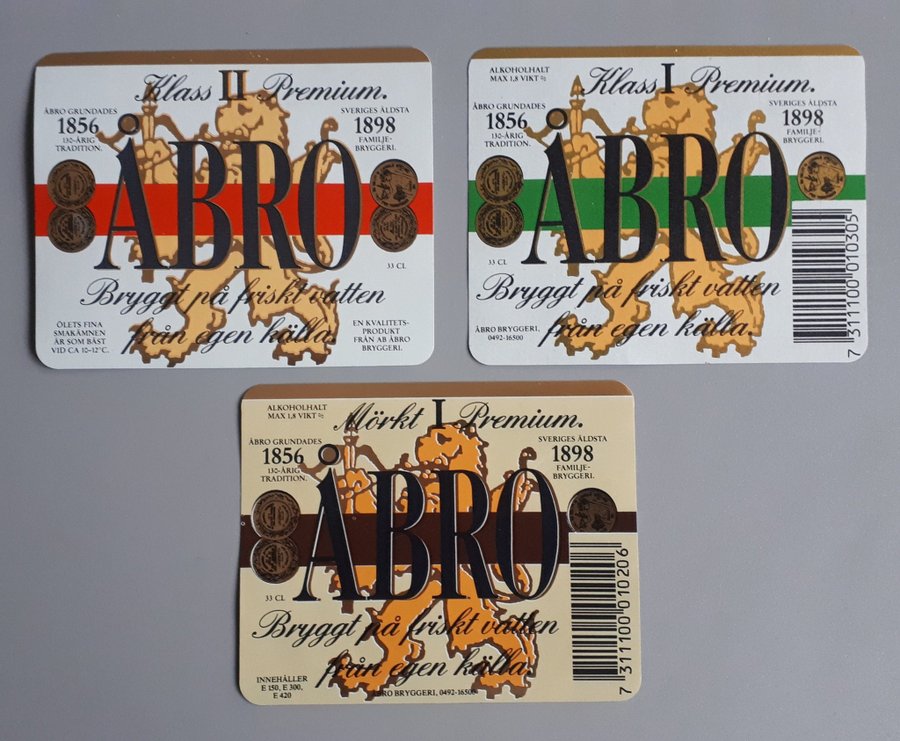 Klass II Premium.
ÅBRO GRUNDADES
1856
130-ÅRIG
TRADITION.
SVERIGES ÄLDSTA
1898
FAMILJE-
BRYGGERI.
ÅBRO
33 CL
Bryggt på friskt vatten
från egen källa.
ÖLETS FINA
SMAKÄMNEN
ÄR SOM BÄST
VID CA 10-12°C.
EN KVALITETS-
PRODUKT
FRÅN AB ÅBRO
BRYGGERI.
ALKOHOLHALT
MAX 1,8 VIKT %
Klass I Premium.
ÅBRO GRUNDADES
1856
130-ÅRIG
TRADITION.
SVERIGES ÄLDSTA
1898
FAMILJE-
BRYGGERI.
ÅBRO
33 CL
Bryggt på friskt vatten
från egen källa.
ÅBRO BRYGGERI,
0492-16500
7 311100 010305
ALKOHOLHALT
MAX 1,8 VIKT %
Mörkt I Premium.
ÅBRO GRUNDADES
1856
130-ÅRIG
TRADITION.
SVERIGES ÄLDSTA
1898
FAMILJE-
BRYGGERI.
ÅBRO
33 CL
Bryggt på friskt vatten
från egen källa.
INNEHÅLLER
E 150, E 300,
E 420
ÅBRO BRYGGERI, 0492-16500
7 311100 010206